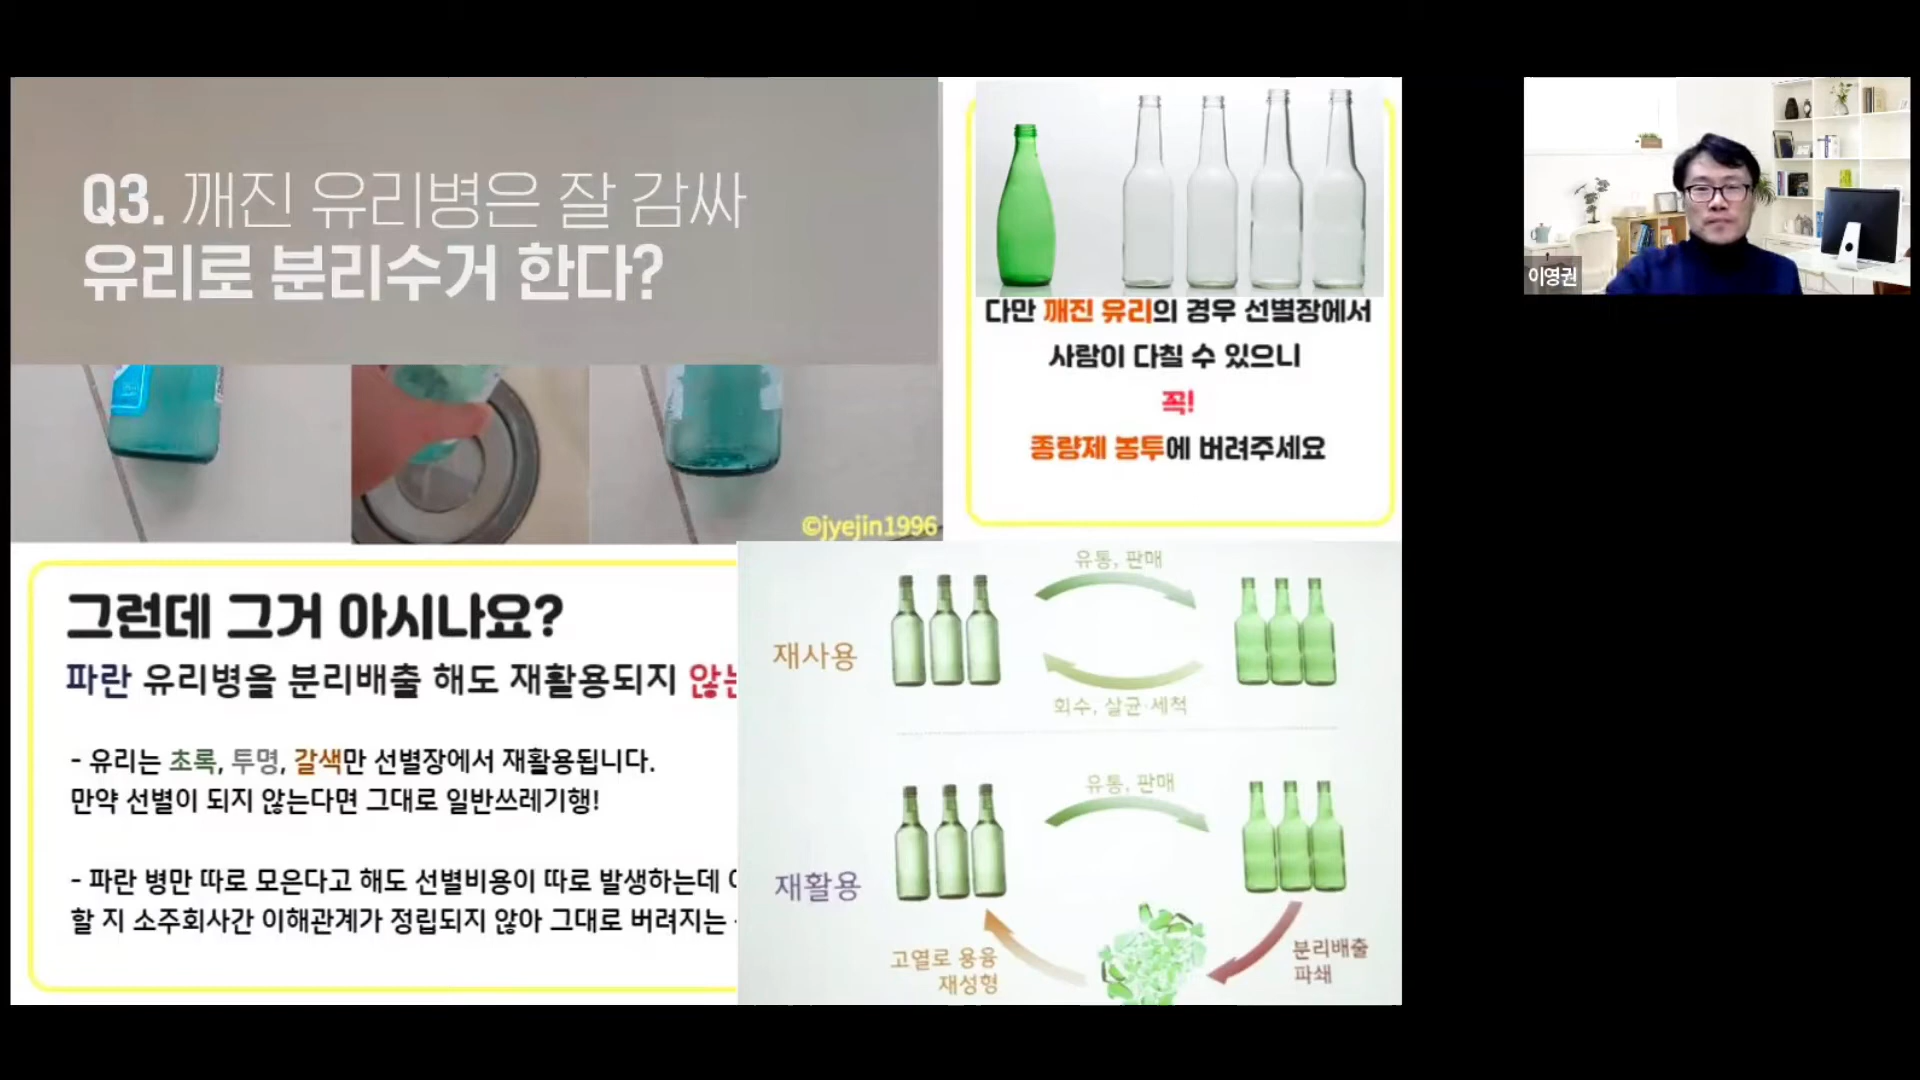 Q3. 깨진 유리병은 잘 감싸
유리로 분리수거 한다?
©jyejin1996
다만 깨진 유리의 경우 선별장에서
사람이 다칠 수 있으니
꼭!
종량제 봉투에 버려주세요
이영권
그런데 그거 아시나요?
파란 유리병을 분리배출 해도 재활용되지
- 유리는 초록, 투명, 갈색만 선별장에서 재활용됩니다.
만약 선별이 되지 않는다면 그대로 일반쓰레기행!
- 파란 병만 따로 모은다고 해도 선별비용이 따로 발생하는데
할 지 소주회사간 이해관계가 정립되지 않아 그대로 버려지는
유통, 판매
재사용
회수, 살균·세척
유통, 판매
재활용
고열로 용융
재성형
분리배출
파쇄